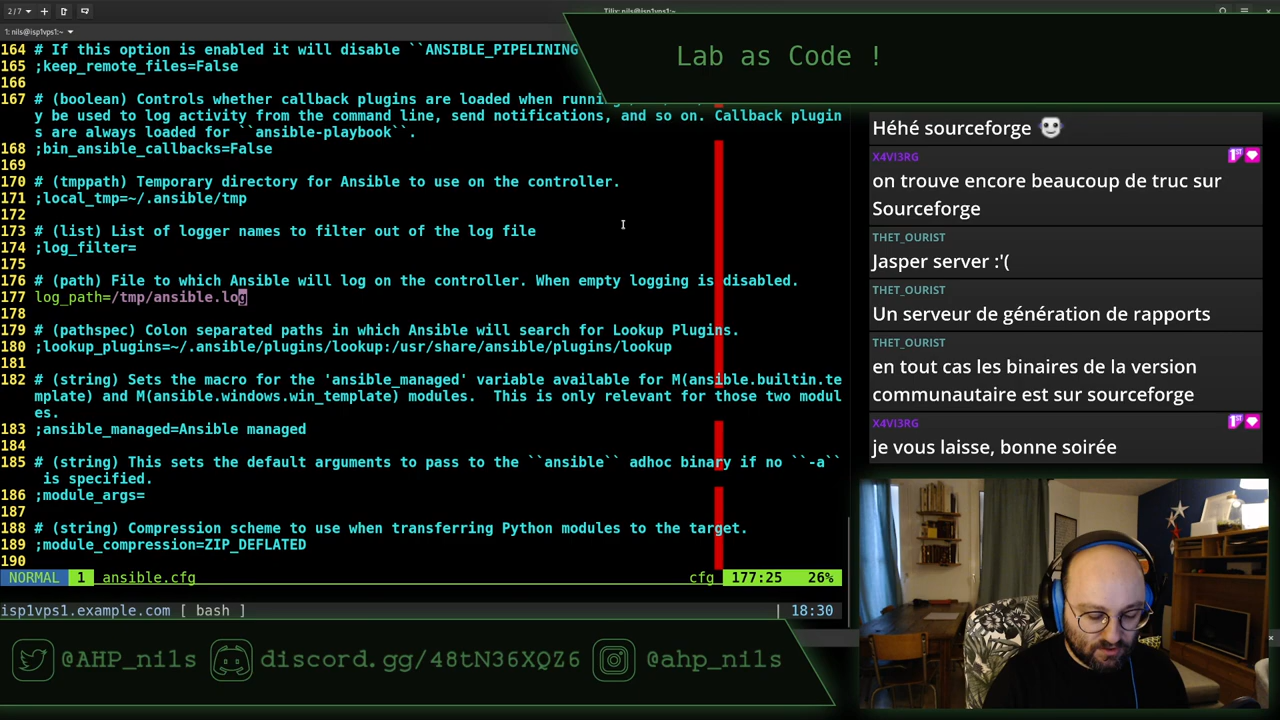 2/7
Tilix: nils@isp1vps1:~
1: nils@isp1vps1:~
Lab as Code !
164 # If this option is enabled it will disable ``ANSIBLE_PIPELINING
165 ;keep_remote_files=False
166
167 # (boolean) Controls whether callback plugins are loaded when
y be used to log activity from the command line, send notifications, and so on. Callback plugin
s are always loaded for ``ansible-playbook``.
168 ;bin_ansible_callbacks=False
169
170 # (tmppath) Temporary directory for Ansible to use on the controller.
171 ;local_tmp=~/.ansible/tmp
172
173 # (list) List of logger names to filter out of the log file
174 ;log_filter=
175
176 # (path) File to which Ansible will log on the controller. When empty logging is disabled.
177 log_path=/tmp/ansible.log
178
179 # (pathspec) Colon separated paths in which Ansible will search for Lookup Plugins.
180 ;lookup_plugins=~/.ansible/plugins/lookup:/usr/share/ansible/plugins/lookup
181
182 # (string) Sets the macro for the 'ansible_managed' variable available for M(ansible.builtin.te
mplate) and M(ansible.windows.win_template) modules.  This is only relevant for those two modul
es.
183 ;ansible_managed=Ansible managed
184
185 # (string) This sets the default arguments to pass to the ``ansible`` adhoc binary if no ``-a``
is specified.
186 ;module_args=
187
188 # (string) Compression scheme to use when transferring Python modules to the target.
189 ;module_compression=ZIP_DEFLATED
190
NORMAL 1 ansible.cfg cfg 177:25 26%
isp1vps1.example.com [ bash ] | 18:30
Héhé sourceforge
X4VI3RG
on trouve encore beaucoup de truc sur
Sourceforge
THET_OURIST
Jasper server :'(
THET_OURIST
Un serveur de génération de rapports
THET_OURIST
en tout cas les binaires de la version
communautaire est sur sourceforge
X4VI3RG
je vous laisse, bonne soirée
@AHP_nils discord.gg/48tN36XQZ6 @ahp_nils